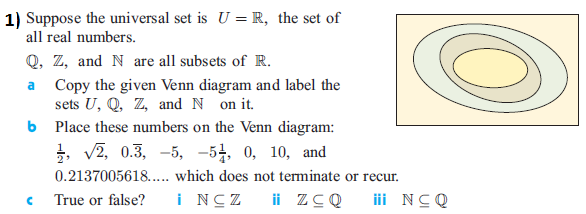 1) Suppose the universal set is U = ℝ, the set of
all real numbers.
ℚ, ℤ, and ℕ are all subsets of ℝ.
a Copy the given Venn diagram and label the
sets U, ℚ, ℤ, and ℕ on it.
b Place these numbers on the Venn diagram:
½, √2, 0.3̅, −5, −5¼, 0, 10, and
0.2137005618..... which does not terminate or recur.
c True or false? i ℕ ⊆ ℤ ii ℤ ⊆ ℚ iii ℕ ⊆ ℚ